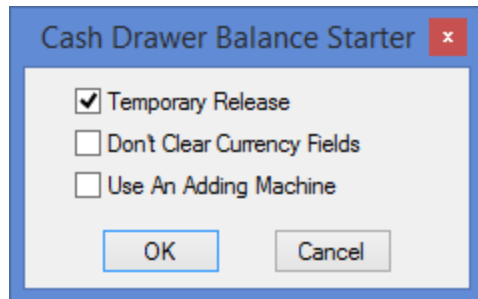 Cash Drawer Balance Starter x
Temporary Release
Don't Clear Currency Fields
Use An Adding Machine
OK Cancel